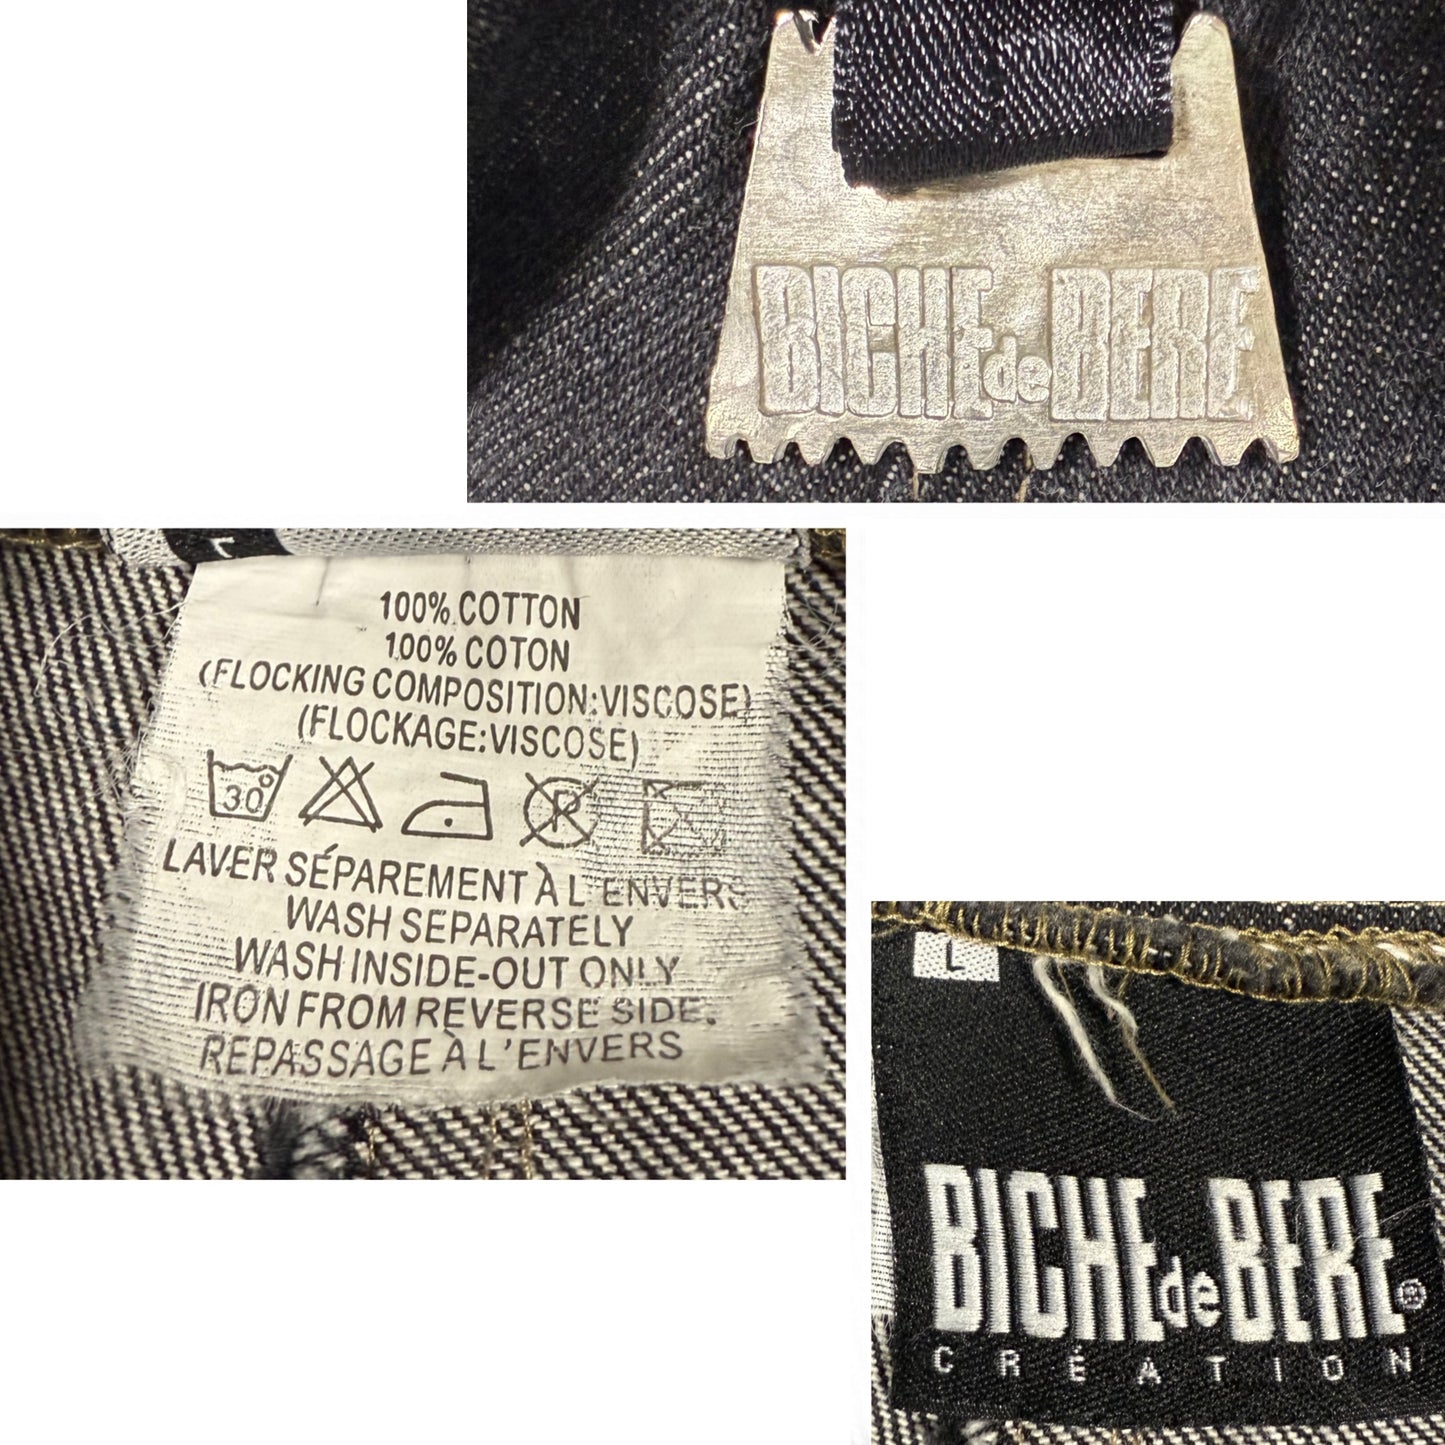 BICHE de BERE
100% COTTON
100% COTON
(FLOCKING COMPOSITION:VISCOSE)
(FLOCKAGE:VISCOSE)
30°
P
LAVER SÉPAREMENT À L'ENVERS
WASH SEPARATELY
WASH INSIDE-OUT ONLY
IRON FROM REVERSE SIDE.
REPASSAGE À L'ENVERS
L
BICHE de BERE®
CRÉATION